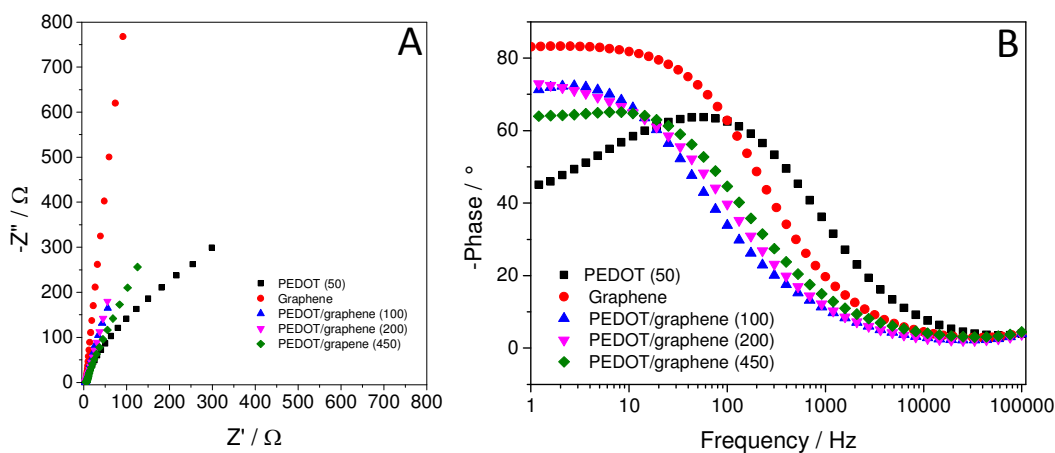 A
800
700
600
500
400
300
200
100
0
-Z" / Ω
0 100 200 300 400 500 600 700 800
Z' / Ω
PEDOT (50)
Graphene
PEDOT/graphene (100)
PEDOT/graphene (200)
PEDOT/grapene (450)
B
80
60
40
20
0
-Phase / °
1 10 100 1000 10000 100000
Frequency / Hz
PEDOT (50)
Graphene
PEDOT/graphene (100)
PEDOT/graphene (200)
PEDOT/graphene (450)